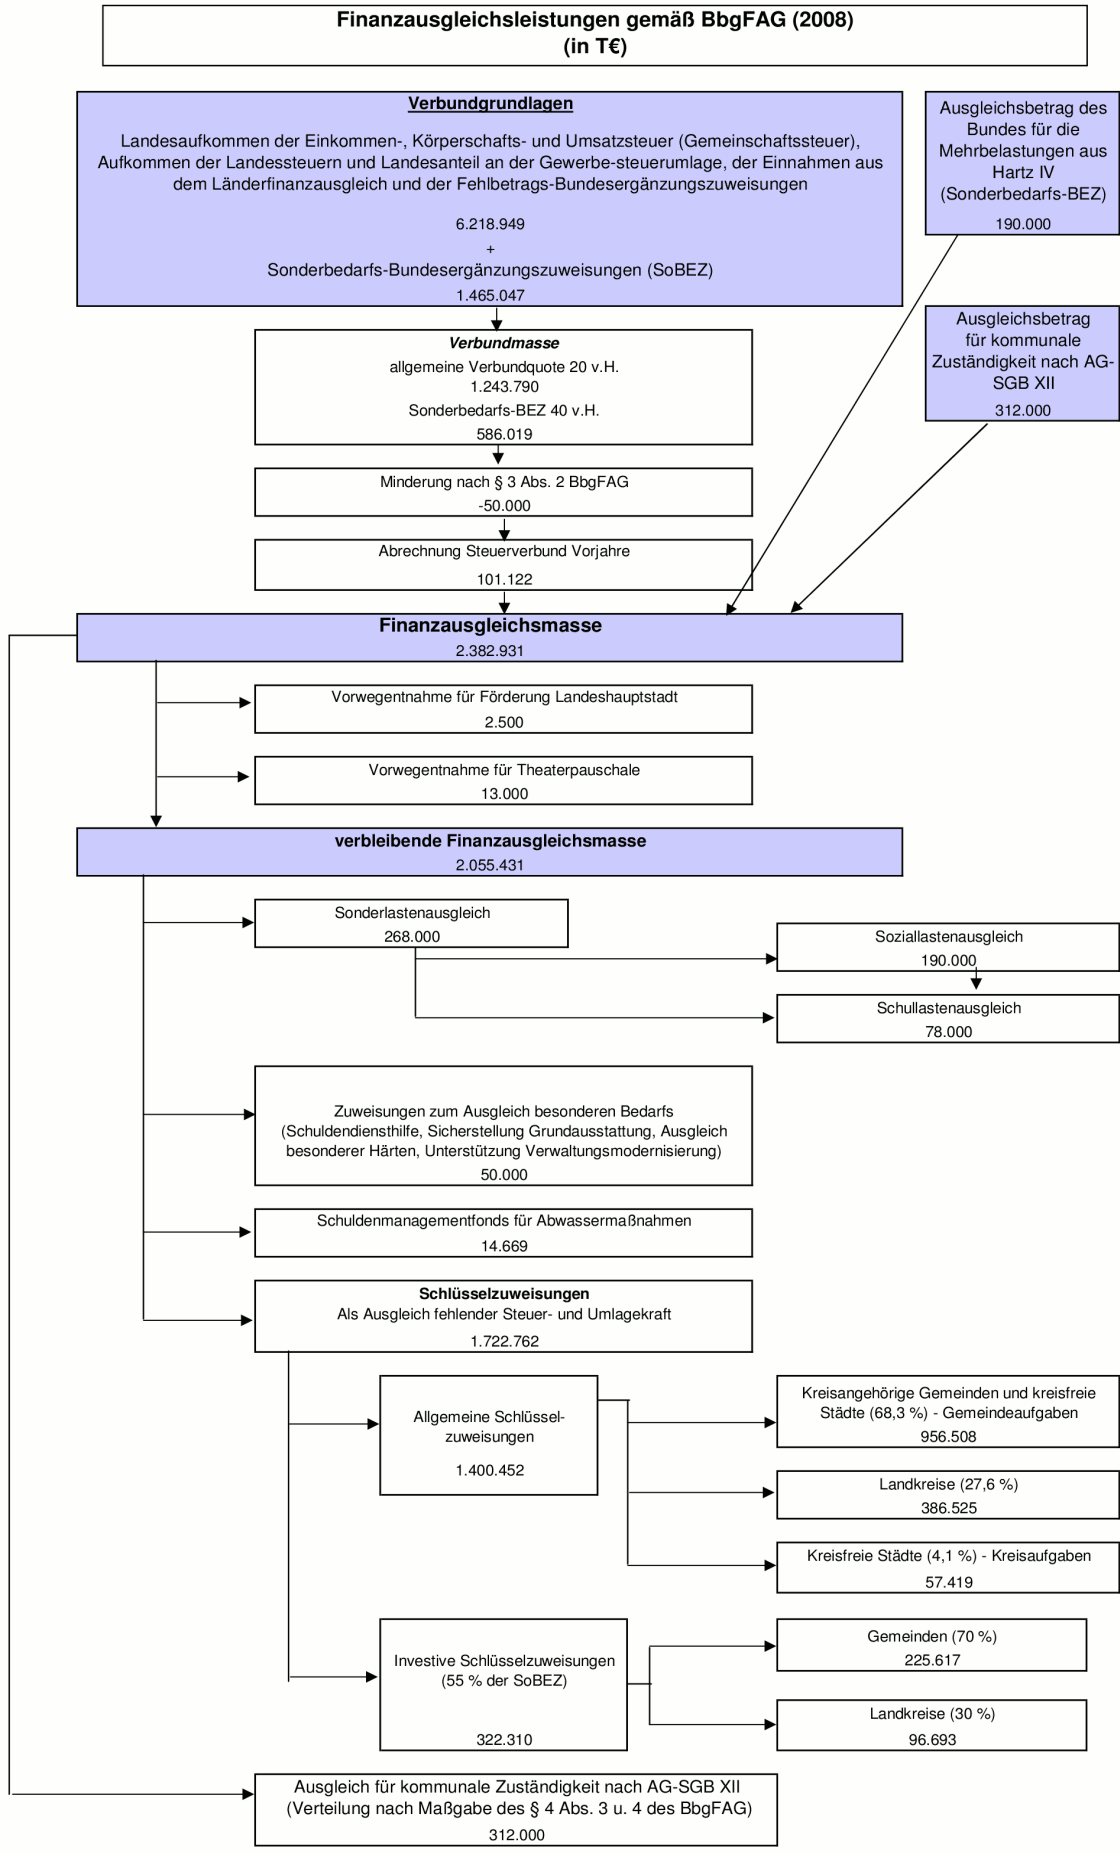 Finanzausgleichsleistungen gemäß BbgFAG (2008)
(in T€)
Verbundgrundlagen
Landesaufkommen der Einkommen-, Körperschafts- und Umsatzsteuer (Gemeinschaftssteuer),
Aufkommen der Landessteuern und Landesanteil an der Gewerbe-steuerumlage, der Einnahmen aus
dem Länderfinanzausgleich und der Fehlbetrags-Bundesergänzungszuweisungen
6.218.949
+
Sonderbedarfs-Bundesergänzungszuweisungen (SoBEZ)
1.465.047
Ausgleichsbetrag des
Bundes für die
Mehrbelastungen aus
Hartz IV
(Sonderbedarfs-BEZ)
190.000
Ausgleichsbetrag
für kommunale
Zuständigkeit nach AG-
SGB XII
312.000
Verbundmasse
allgemeine Verbundquote 20 v.H.
1.243.790
Sonderbedarfs-BEZ 40 v.H.
586.019
Minderung nach § 3 Abs. 2 BbgFAG
-50.000
Abrechnung Steuerverbund Vorjahre
101.122
Finanzausgleichsmasse
2.382.931
Vorwegentnahme für Förderung Landeshauptstadt
2.500
Vorwegentnahme für Theaterpauschale
13.000
verbleibende Finanzausgleichsmasse
2.055.431
Sonderlastenausgleich
268.000
Soziallastenausgleich
190.000
Schullastenausgleich
78.000
Zuweisungen zum Ausgleich besonderen Bedarfs
(Schuldendiensthilfe, Sicherstellung Grundausstattung, Ausgleich
besonderer Härten, Unterstützung Verwaltungsmodernisierung)
50.000
Schuldenmanagementfonds für Abwassermaßnahmen
14.669
Schlüsselzuweisungen
Als Ausgleich fehlender Steuer- und Umlagekraft
1.722.762
Allgemeine Schlüssel-
zuweisungen
1.400.452
Kreisangehörige Gemeinden und kreisfreie
Städte (68,3 %) - Gemeindeaufgaben
956.508
Landkreise (27,6 %)
386.525
Kreisfreie Städte (4,1 %) - Kreisaufgaben
57.419
Investive Schlüsselzuweisungen
(55 % der SoBEZ)
322.310
Gemeinden (70 %)
225.617
Landkreise (30 %)
96.693
Ausgleich für kommunale Zuständigkeit nach AG-SGB XII
(Verteilung nach Maßgabe des § 4 Abs. 3 u. 4 des BbgFAG)
312.000